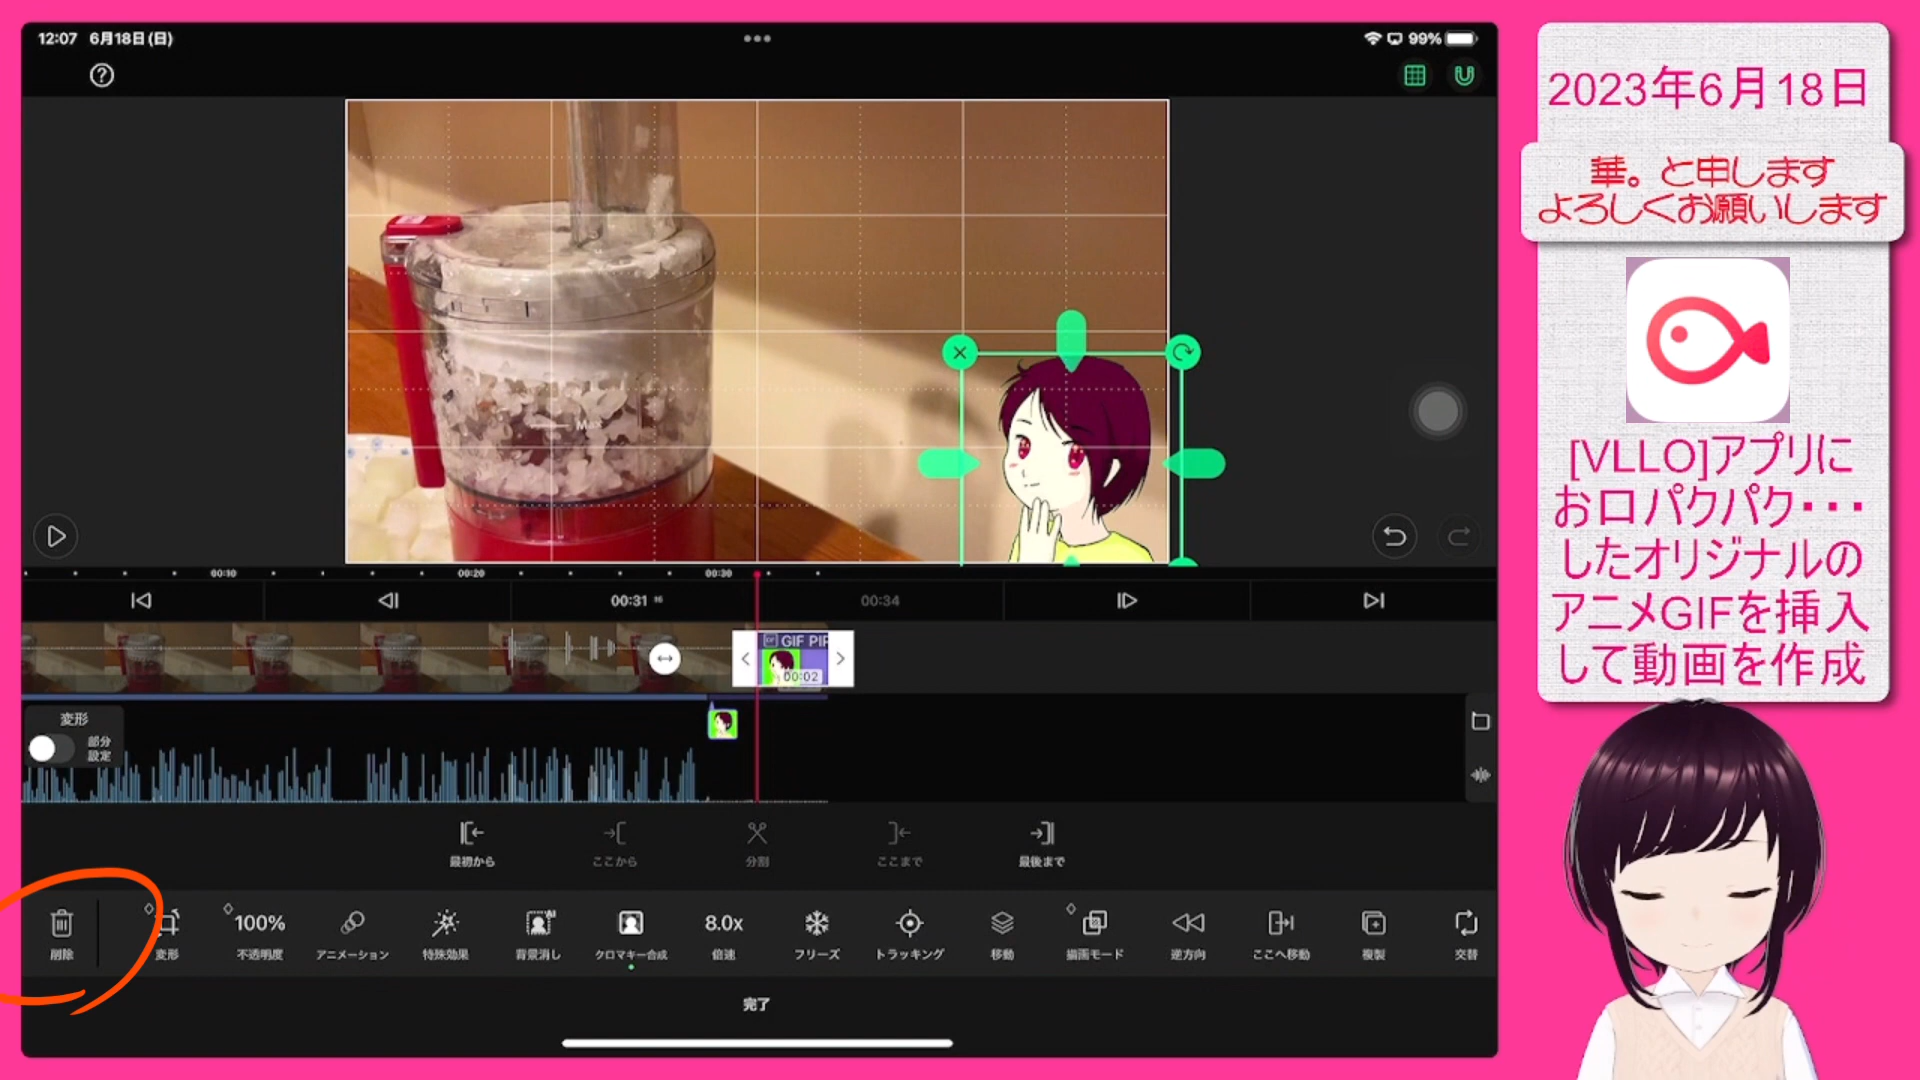 12:07 6月18日(日)
99%
Max
00:10
00:20
00:30
00:31
00:34
GIF PIP
00:02
変形
部分
設定
最初から
ここから
分割
ここまで
最後まで
削除
変形
100%
不透明度
アニメーション
特殊効果
AI
背景消し
クロマキー合成
8.0x
倍速
フリーズ
トラッキング
移動
描画モード
逆方向
ここへ移動
複製
交替
完了
2023年6月18日
華。と申します
よろしくお願いします
[VLLO]アプリに
お口パクパク・・・
したオリジナルの
アニメGIFを挿入
して動画を作成